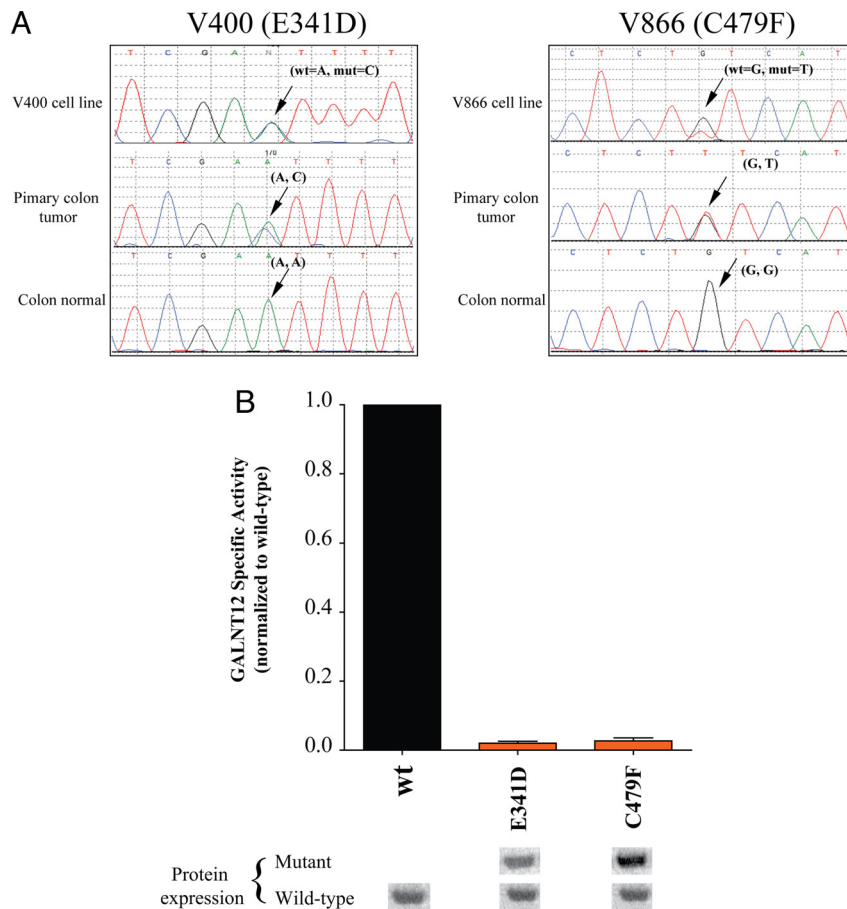 A
V400 (E341D)
V866 (C479F)
T C G A N T T T T
(wt=A, mut=C)
V400 cell line
T C G A A T T T T
(A, C)
Pimary colon
tumor
T C G A A T T T T
(A, A)
Colon normal
C T C T G T C A T
(wt=G, mut=T)
V866 cell line
C T C T T T C A T
(G, T)
Pimary colon
tumor
C T C T G T C A T
(G, G)
Colon normal
B
GALNT12 Specific Activity
(normalized to wild-type)
1.0
0.8
0.6
0.4
0.2
0.0
wt
E341D
C479F
Protein
expression
{
Mutant
Wild-type